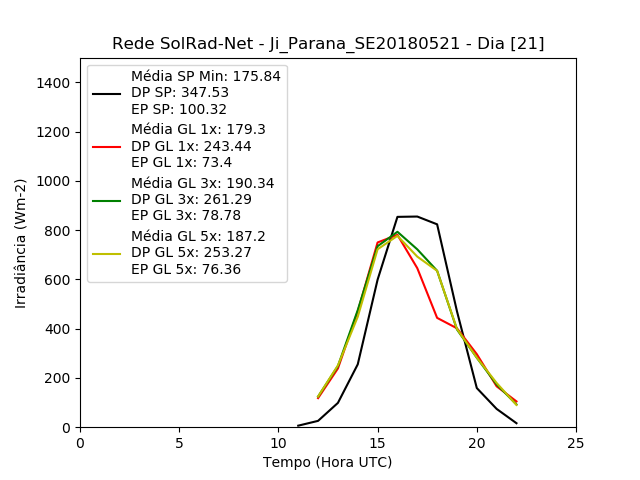 Rede SolRad-Net - Ji_Parana_SE20180521 - Dia [21]
Média SP Min: 175.84
DP SP: 347.53
EP SP: 100.32
Média GL 1x: 179.3
DP GL 1x: 243.44
EP GL 1x: 73.4
Média GL 3x: 190.34
DP GL 3x: 261.29
EP GL 3x: 78.78
Média GL 5x: 187.2
DP GL 5x: 253.27
EP GL 5x: 76.36
Irradiância (Wm-2)
1400
1200
1000
800
600
400
200
0
0 5 10 15 20 25
Tempo (Hora UTC)